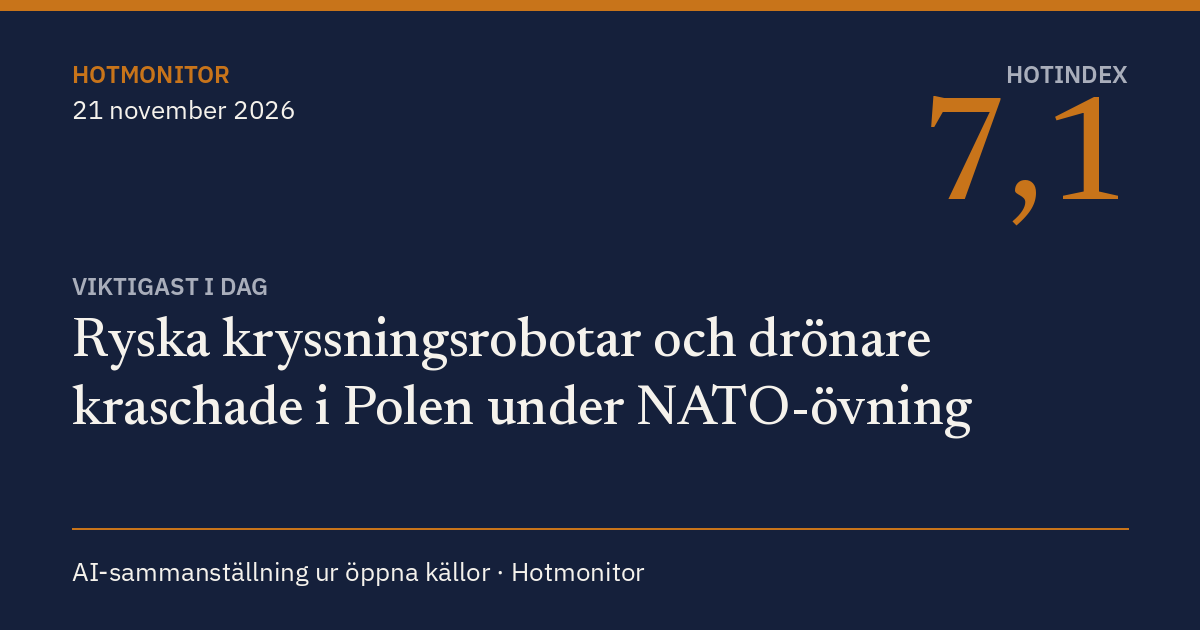 HOTMONITOR
21 november 2026
HOTINDEX
7,1
VIKTIGAST I DAG
Ryska kryssningsrobotar och drönare
kraschade i Polen under NATO-övning
AI-sammanställning ur öppna källor · Hotmonitor